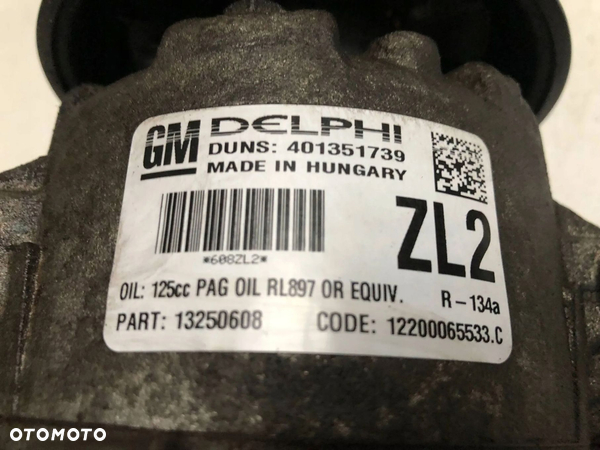 GM DELPHI
DUNS: 401351739
MADE IN HUNGARY
*608ZL2*
ZL2
OIL: 125cc PAG OIL RL897 OR EQUIV. R-134a
PART: 13250608 CODE: 12200065533.C
OTOMOTO